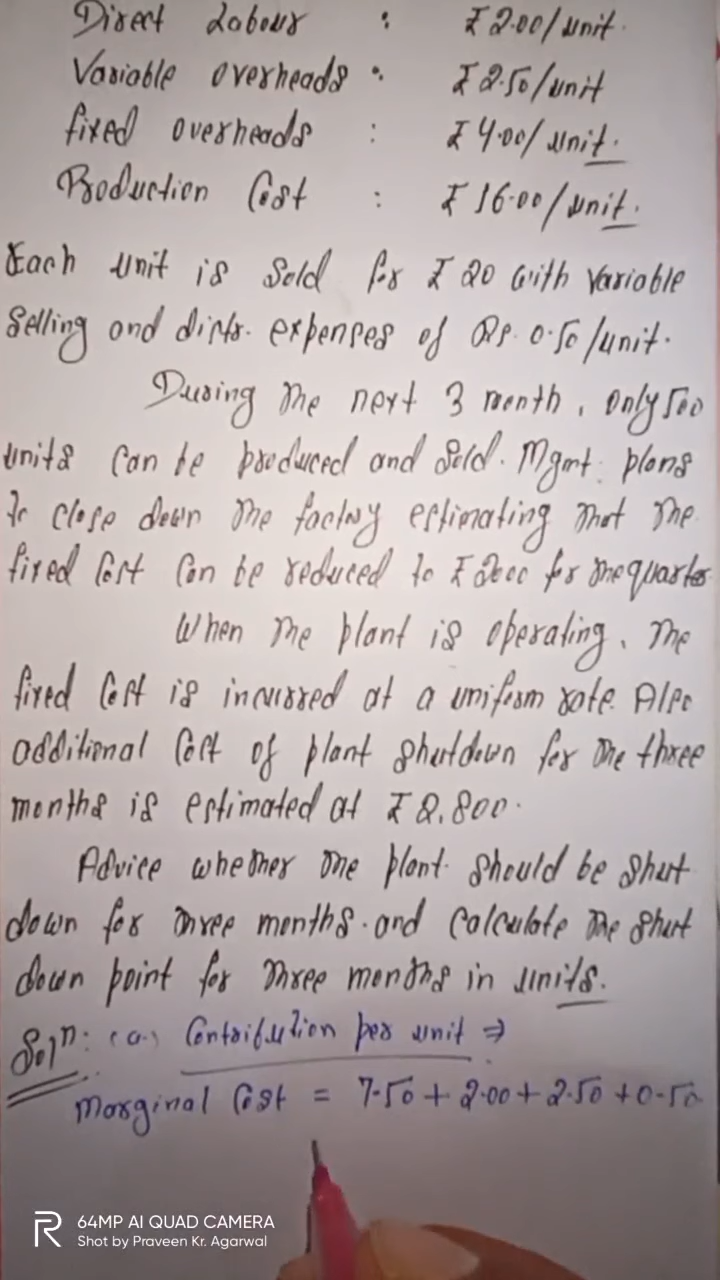 Direct Labour : ₹2.00/unit.
Variable overheads : ₹2.50/unit
fixed overheads : ₹4.00/unit.
Production Cost : ₹16.00/unit.
Each unit is sold for ₹20 with variable
selling and distr. expenses of Rs. 0.50/unit.
During the next 3 month, only 500
units can be produced and sold. Mgmt. plans
to close down the factory estimating that the
fixed Cost can be reduced to ₹2000 for the quarter
When the plant is operating, the
fixed Cost is incurred at a uniform rate. Also
additional Cost of plant shutdown for the three
months is estimated at ₹2,800.
Advice whether the plant should be shut
down for three months and calculate the shut
down point for three months in units.
Solⁿ: (a) Contribution per unit ⇒
Marginal Cost = 7.50 + 2.00 + 2.50 + 0.50
64MP AI QUAD CAMERA
Shot by Praveen Kr. Agarwal